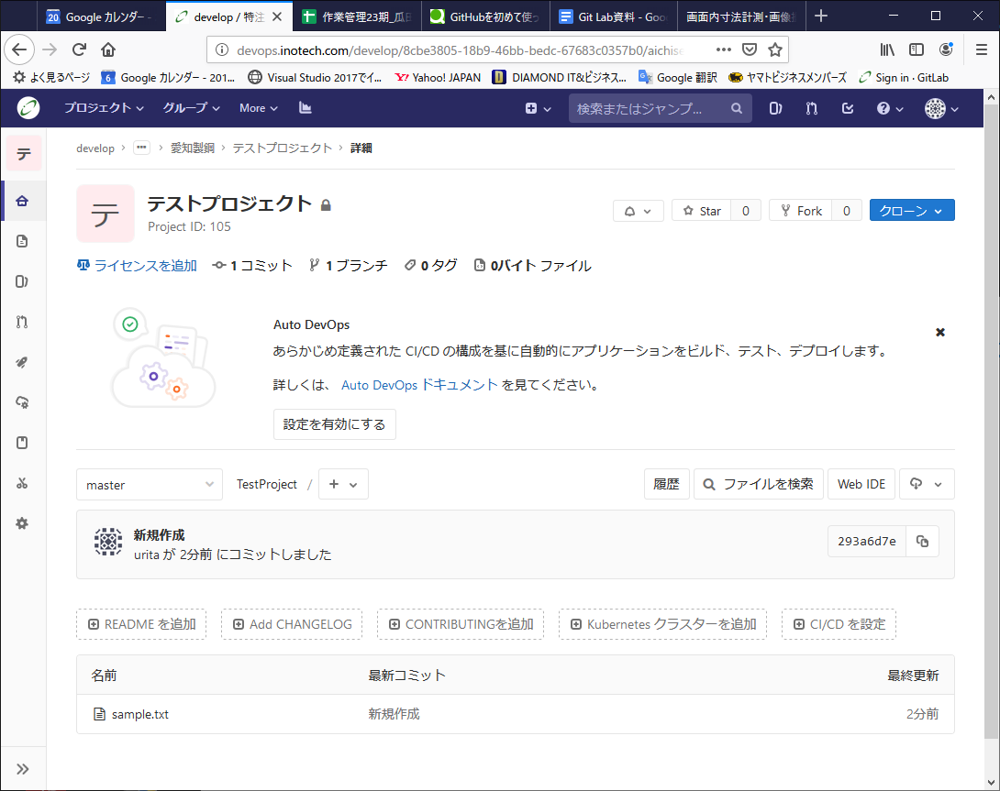 20 Google カレンダー -
develop / 特注
作業管理23期_瓜
GitHubを初めて使っ
Git Lab資料 - Goo
画面内寸法計測・画像
devops.inotech.com/develop/8cbe3805-18b9-46bb-bedc-67683c0357b0/aichise
よく見るページ
6 Google カレンダー - 201...
Visual Studio 2017でイ...
Yahoo! JAPAN
DIAMOND IT&ビジネス...
Google 翻訳
ヤマトビジネスメンバーズ
Sign in · GitLab
プロジェクト グループ More
検索またはジャンプ...
テ
develop > ... > 愛知製鋼 > テストプロジェクト > 詳細
テ
テストプロジェクト
Project ID: 105
Star 0
Fork 0
クローン
ライセンスを追加 1 コミット 1 ブランチ 0 タグ 0バイト ファイル
Auto DevOps
あらかじめ定義された CI/CD の構成を基に自動的にアプリケーションをビルド、テスト、デプロイします。
詳しくは、 Auto DevOps ドキュメント を見てください。
設定を有効にする
master
TestProject / +
履歴
ファイルを検索
Web IDE
新規作成
urita が 2分前 にコミットしました
293a6d7e
README を追加
Add CHANGELOG
CONTRIBUTINGを追加
Kubernetes クラスターを追加
CI/CD を設定
名前 最新コミット 最終更新
sample.txt 新規作成 2分前